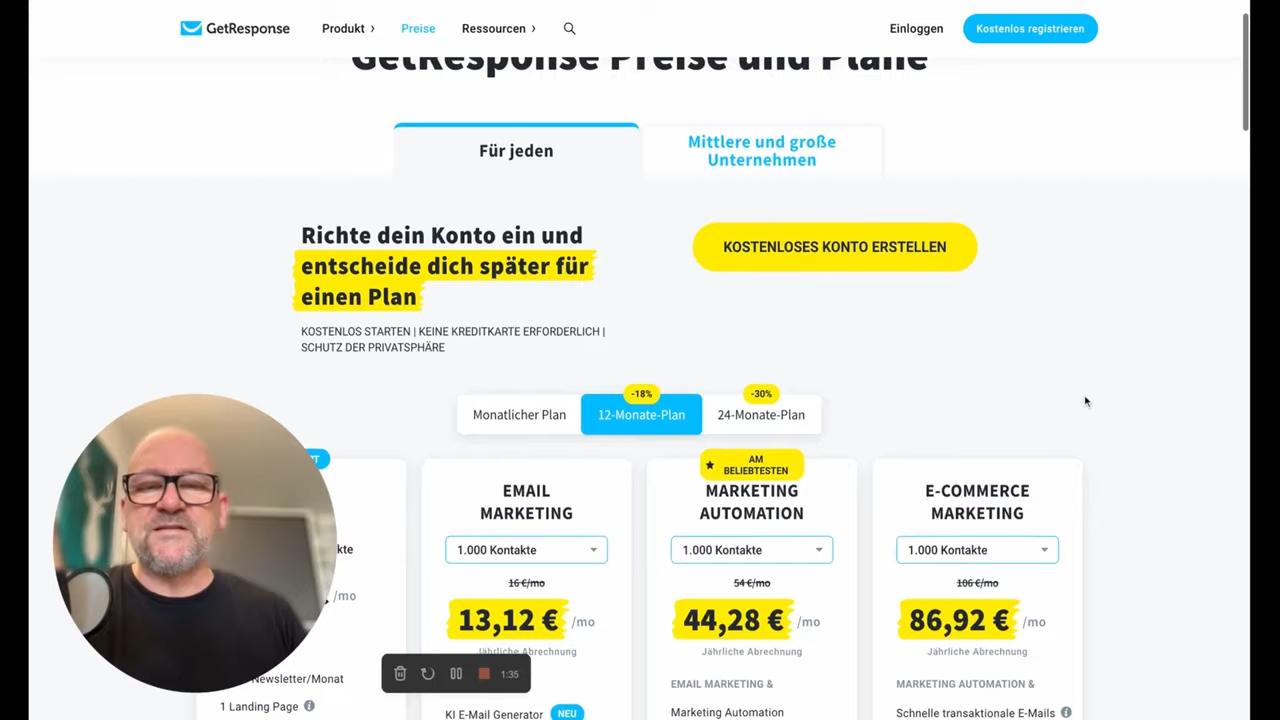 GetResponse
Produkt
Preise
Ressourcen
Einloggen
Kostenlos registrieren
GetResponse Preise und Pläne
Für jeden
Mittlere und große
Unternehmen
Richte dein Konto ein und
entscheide dich später für
einen Plan
KOSTENLOS STARTEN | KEINE KREDITKARTE ERFORDERLICH |
SCHUTZ DER PRIVATSPHÄRE
KOSTENLOSES KONTO ERSTELLEN
-18%
-30%
Monatlicher Plan
12-Monate-Plan
24-Monate-Plan
/mo
Newsletter/Monat
1 Landing Page
EMAIL
MARKETING
1.000 Kontakte
16 €/mo
13,12 € /mo
Jährliche Abrechnung
KI E-Mail Generator NEU
AM
BELIEBTESTEN
MARKETING
AUTOMATION
1.000 Kontakte
54 €/mo
44,28 € /mo
Jährliche Abrechnung
EMAIL MARKETING &
Marketing Automation
E-COMMERCE
MARKETING
1.000 Kontakte
106 €/mo
86,92 € /mo
Jährliche Abrechnung
MARKETING AUTOMATION &
Schnelle transaktionale E-Mails
1:35